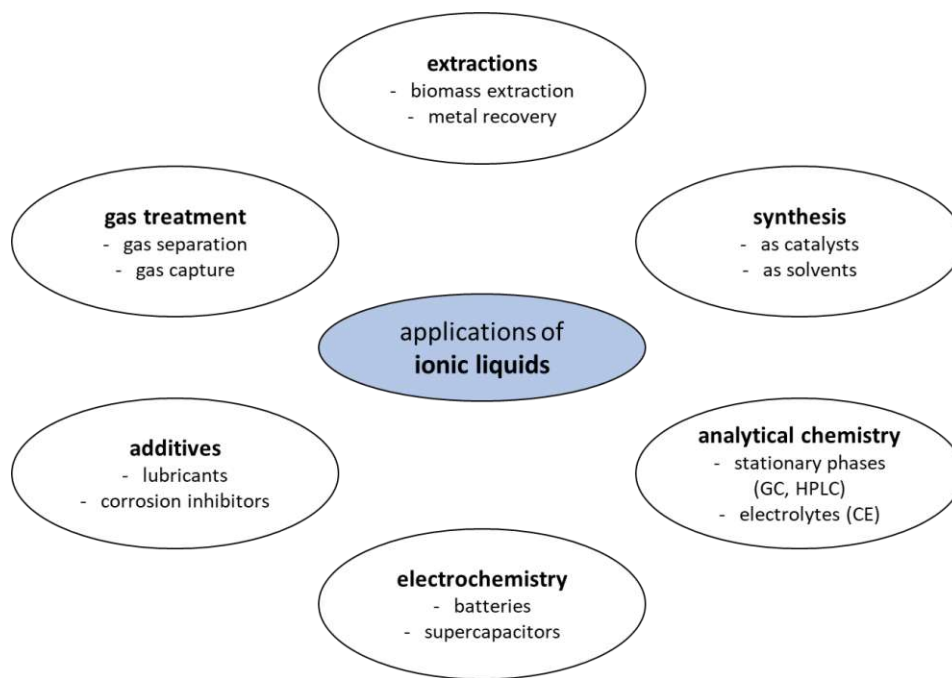 extractions
- biomass extraction
- metal recovery
gas treatment
- gas separation
- gas capture
synthesis
- as catalysts
- as solvents
applications of
ionic liquids
additives
- lubricants
- corrosion inhibitors
analytical chemistry
- stationary phases
(GC, HPLC)
- electrolytes (CE)
electrochemistry
- batteries
- supercapacitors